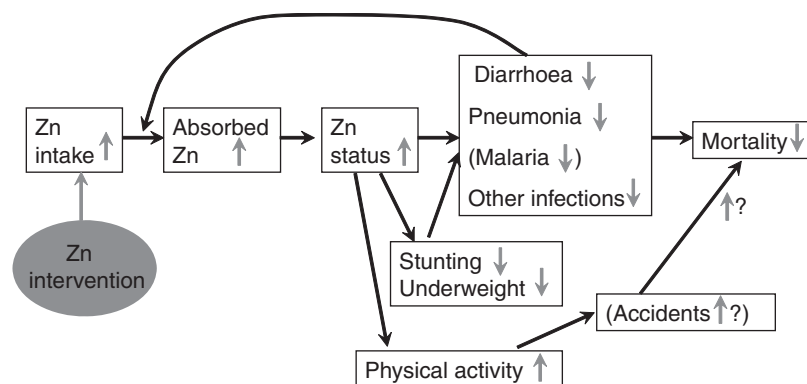 Zn
intake
Absorbed
Zn
Zn
status
Diarrhoea
Pneumonia
(Malaria )
Other infections
Mortality
?
Zn
intervention
Stunting
Underweight
(Accidents ?)
Physical activity